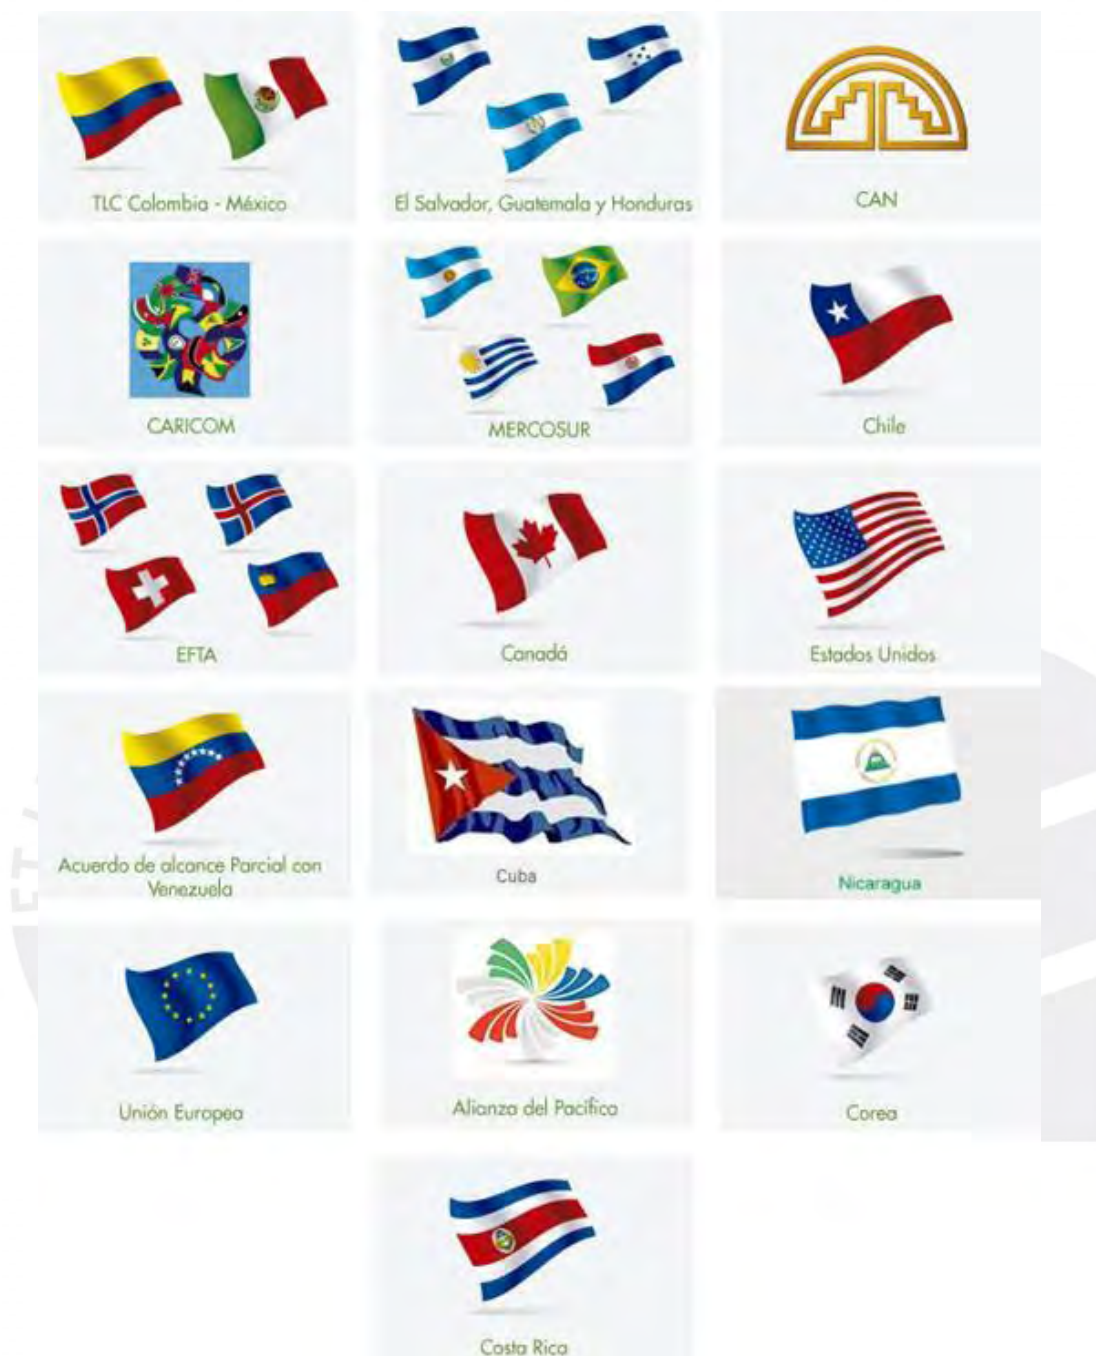 TLC Colombia - México
El Salvador, Guatemala y Honduras
CAN
CARICOM
MERCOSUR
Chile
EFTA
Canadá
Estados Unidos
Acuerdo de alcance Parcial con
Venezuela
Cuba
Nicaragua
Unión Europea
Alianza del Pacífico
Corea
Costa Rica